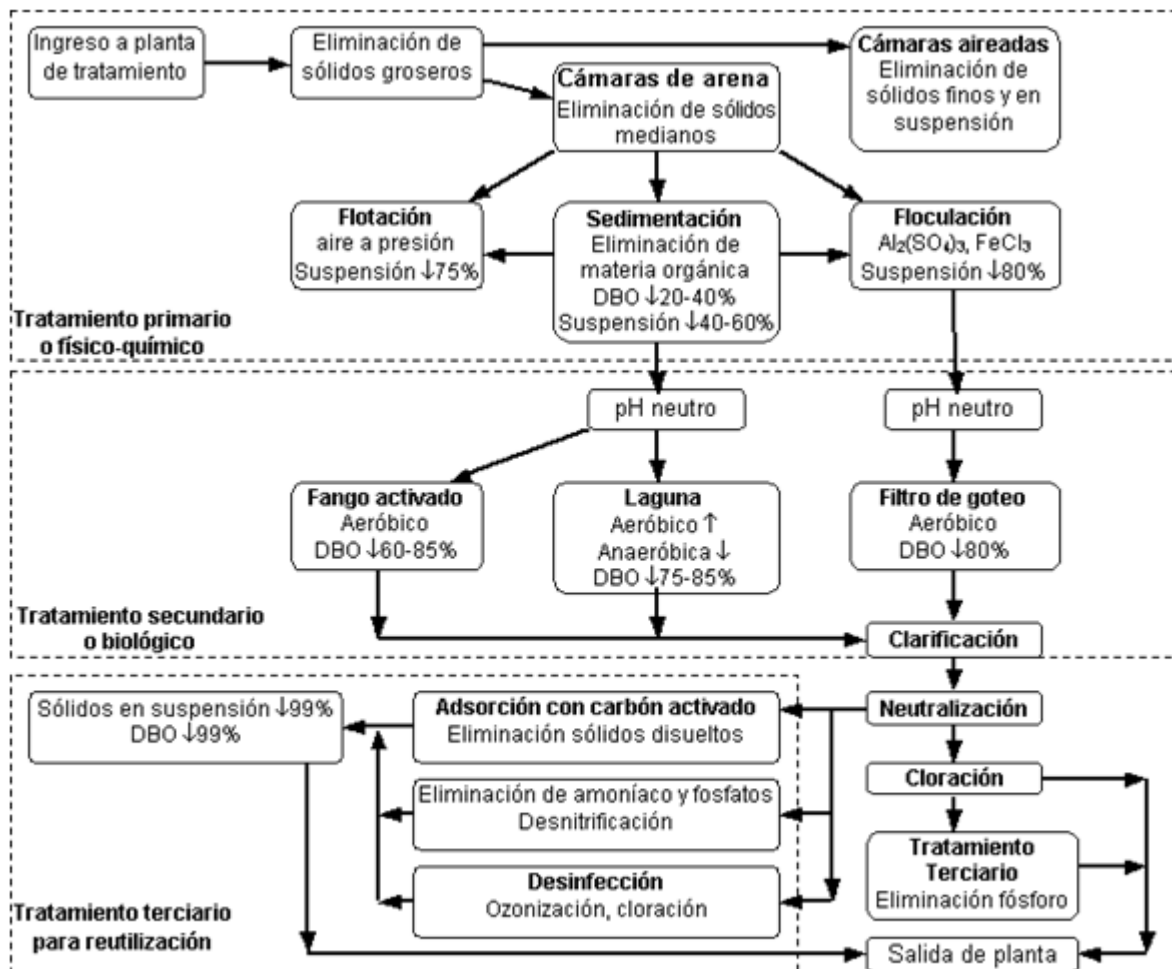 Ingreso a planta
de tratamiento
Eliminación de
sólidos groseros
Cámaras aireadas
Eliminación de
sólidos finos y en
suspensión
Cámaras de arena
Eliminación de sólidos
medianos
Flotación
aire a presión
Suspensión ↓75%
Sedimentación
Eliminación de
materia orgánica
DBO ↓20-40%
Suspensión ↓40-60%
Floculación
Al₂(SO₄)₃, FeCl₃
Suspensión ↓80%
Tratamiento primario
o físico-químico
pH neutro
pH neutro
Fango activado
Aeróbico
DBO ↓60-85%
Laguna
Aeróbico ↑
Anaeróbica ↓
DBO ↓75-85%
Filtro de goteo
Aeróbico
DBO ↓80%
Tratamiento secundario
o biológico
Clarificación
Sólidos en suspensión ↓99%
DBO ↓99%
Adsorción con carbón activado
Eliminación sólidos disueltos
Neutralización
Cloración
Eliminación de amoníaco y fosfatos
Desnitrificación
Tratamiento
Terciario
Eliminación fósforo
Desinfección
Ozonización, cloración
Tratamiento terciario
para reutilización
Salida de planta